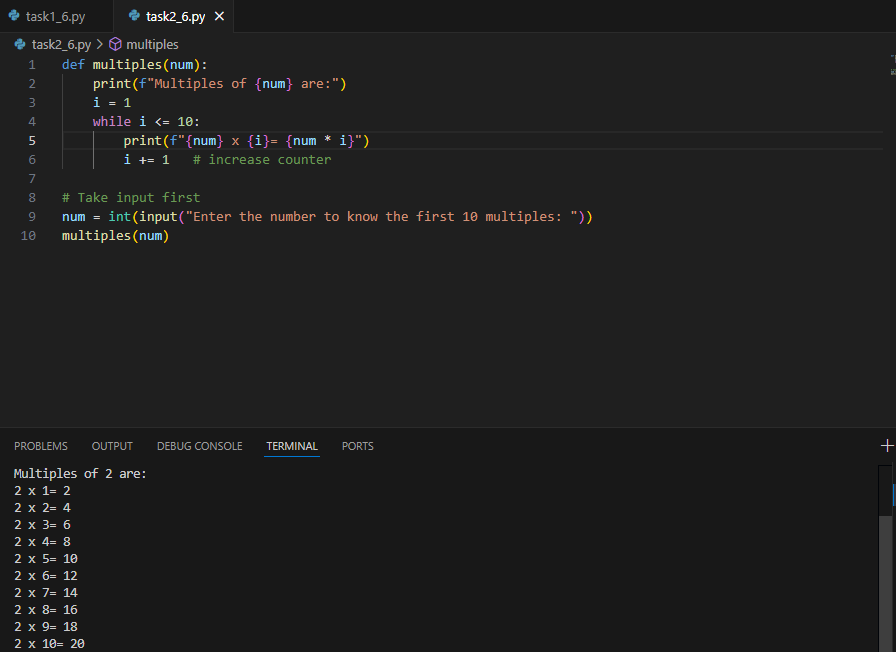 task1_6.py
task2_6.py
task2_6.py > multiples
1 def multiples(num):
2     print(f"Multiples of {num} are:")
3     i = 1
4     while i <= 10:
5         print(f"{num} x {i}= {num * i}")
6         i += 1   # increase counter
7
8 # Take input first
9 num = int(input("Enter the number to know the first 10 multiples: "))
10 multiples(num)
PROBLEMS OUTPUT DEBUG CONSOLE TERMINAL PORTS
Multiples of 2 are:
2 x 1= 2
2 x 2= 4
2 x 3= 6
2 x 4= 8
2 x 5= 10
2 x 6= 12
2 x 7= 14
2 x 8= 16
2 x 9= 18
2 x 10= 20